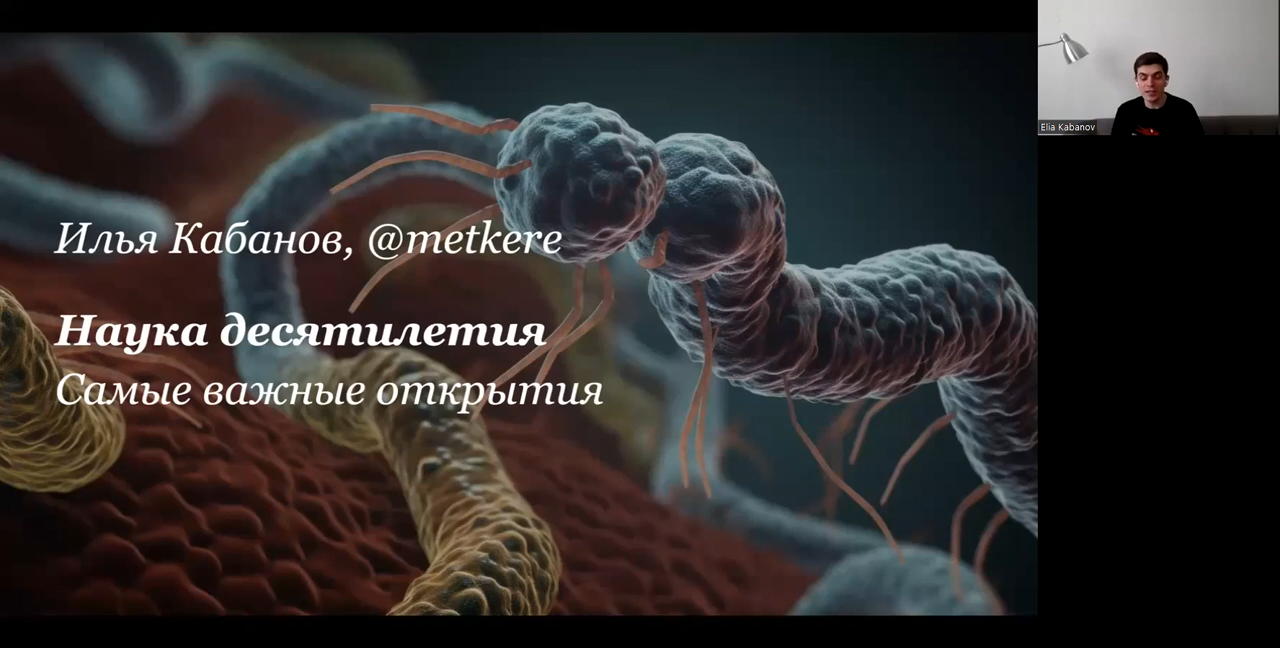 Илья Кабанов, @metkere
Наука десятилетия
Самые важные открытия
Elia Kabanov